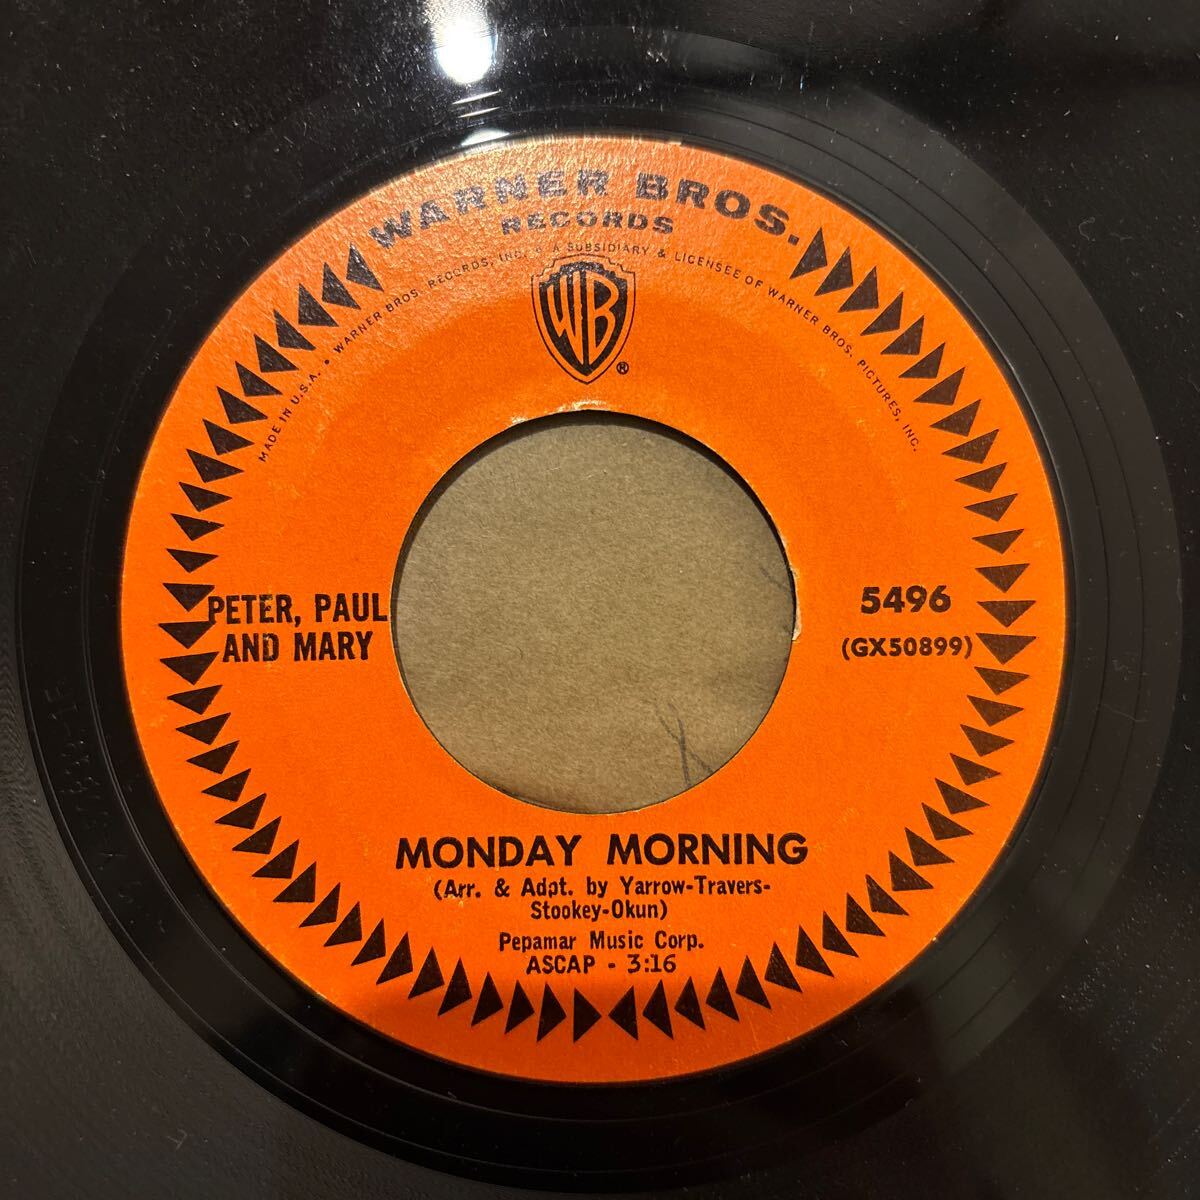 WARNER BROS.
RECORDS
MADE IN U.S.A. • WARNER BROS. RECORDS, INC. • A SUBSIDIARY & LICENSEE OF WARNER BROS. PICTURES, INC.
WB
®
PETER, PAUL
AND MARY
5496
(GX50899)
MONDAY MORNING
(Arr. & Adpt. by Yarrow-Travers-
Stookey-Okun)
Pepamar Music Corp.
ASCAP - 3:16